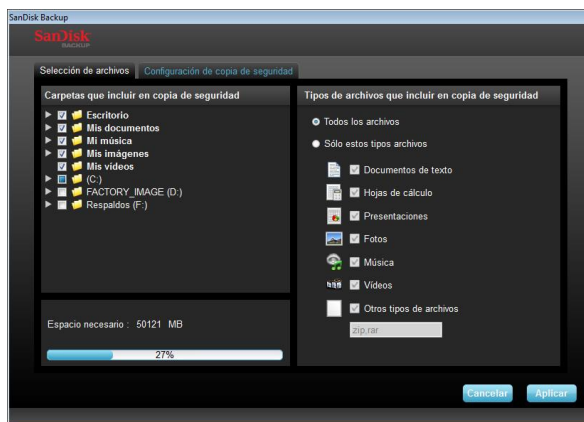 SanDisk Backup
SanDisk
BACKUP
Selección de archivos
Configuración de copia de seguridad
Carpetas que incluir en copia de seguridad
Escritorio
Mis documentos
Mi música
Mis imágenes
Mis vídeos
(C:)
FACTORY_IMAGE (D:)
Respaldos (F:)
Espacio necesario : 50121 MB
27%
Tipos de archivos que incluir en copia de seguridad
Todos los archivos
Sólo estos tipos archivos
Documentos de texto
Hojas de cálculo
Presentaciones
Fotos
Música
Vídeos
Otros tipos de archivos
zip,rar
Cancelar
Aplicar